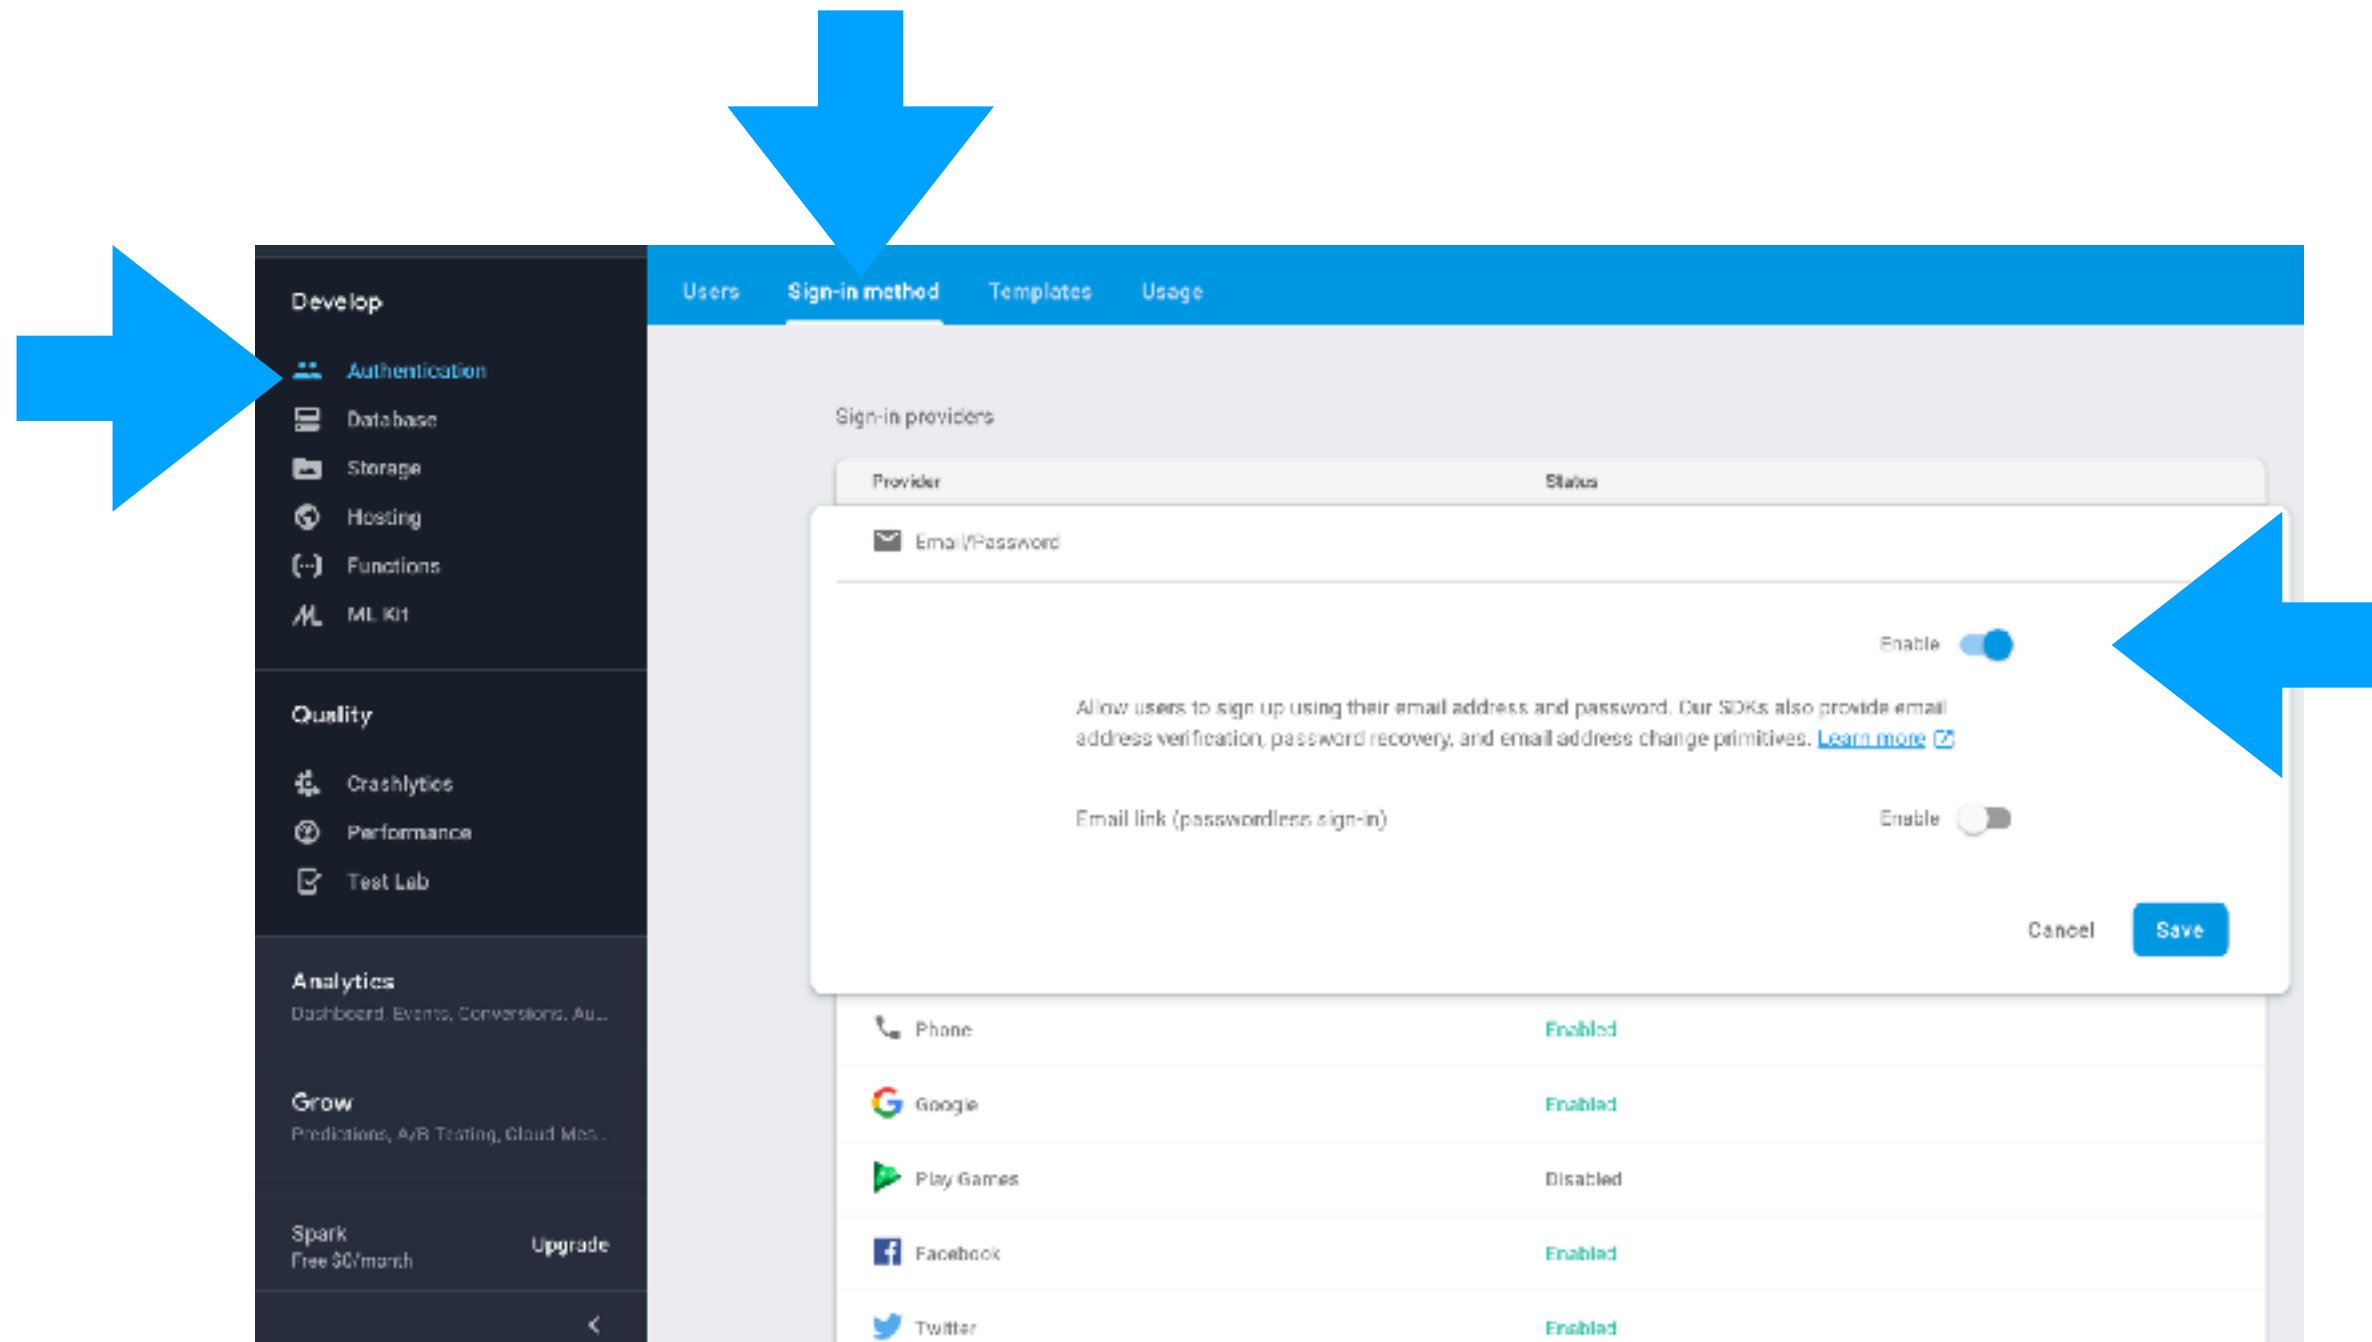 Develop
Authentication
Database
Storage
Hosting
Functions
ML Kit
Quality
Crashlytics
Performance
Test Lab
Analytics
Dashboard, Events, Conversions, Au...
Grow
Predictions, A/B Testing, Cloud Mes...
Spark
Free $0/month
Upgrade
Users Sign-in method Templates Usage
Sign-in providers
Provider Status
Email/Password
Enable
Allow users to sign up using their email address and password. Our SDKs also provide email
address verification, password recovery, and email address change primitives. Learn more
Email link (passwordless sign-in) Enable
Cancel Save
Phone Enabled
Google Enabled
Play Games Disabled
Facebook Enabled
Twitter Enabled